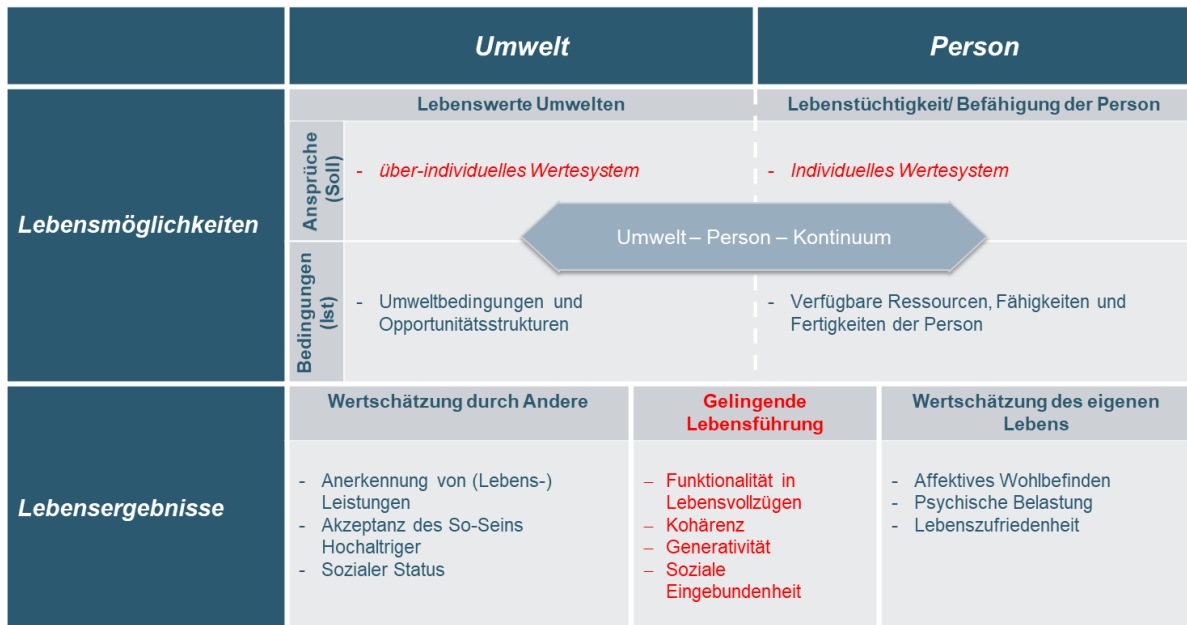 Umwelt
Person
Lebensmöglichkeiten
Lebenswerte Umwelten
Lebenstüchtigkeit/ Befähigung der Person
Ansprüche
(Soll)
- über-individuelles Wertesystem
- Individuelles Wertesystem
Umwelt – Person – Kontinuum
Bedingungen
(Ist)
- Umweltbedingungen und
Opportunitätsstrukturen
- Verfügbare Ressourcen, Fähigkeiten und
Fertigkeiten der Person
Lebensergebnisse
Wertschätzung durch Andere
- Anerkennung von (Lebens-)
Leistungen
- Akzeptanz des So-Seins
Hochaltriger
- Sozialer Status
Gelingende
Lebensführung
– Funktionalität in
Lebensvollzügen
– Kohärenz
– Generativität
– Soziale
Eingebundenheit
Wertschätzung des eigenen
Lebens
- Affektives Wohlbefinden
- Psychische Belastung
- Lebenszufriedenheit